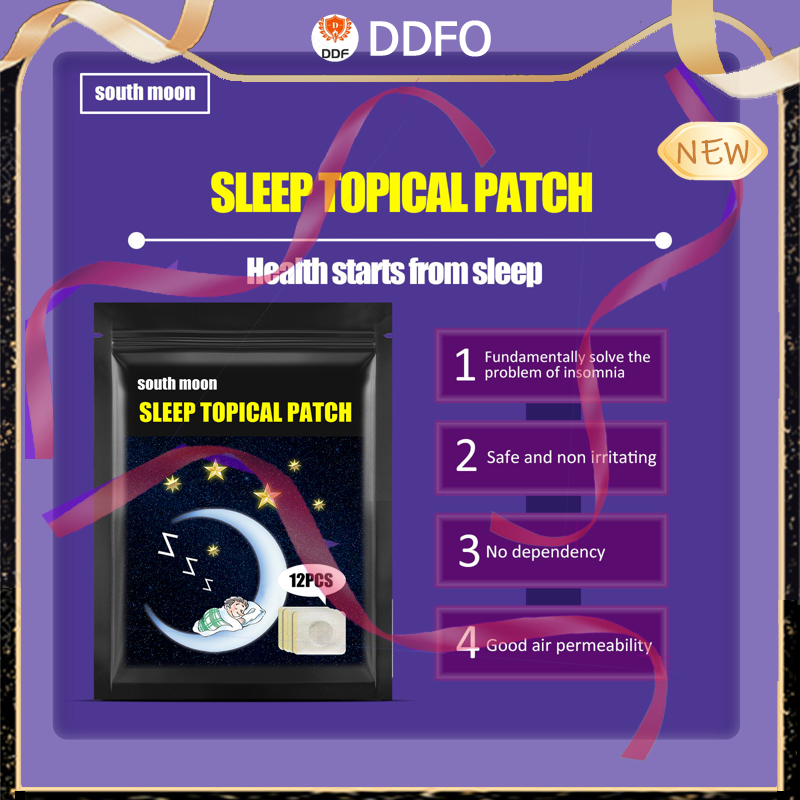 DDF
DDFO
south moon
NEW
SLEEP TOPICAL PATCH
Health starts from sleep
south moon
SLEEP TOPICAL PATCH
12PCS
1 Fundamentally solve the
problem of insomnia
2 Safe and non irritating
3 No dependency
4 Good air permeability